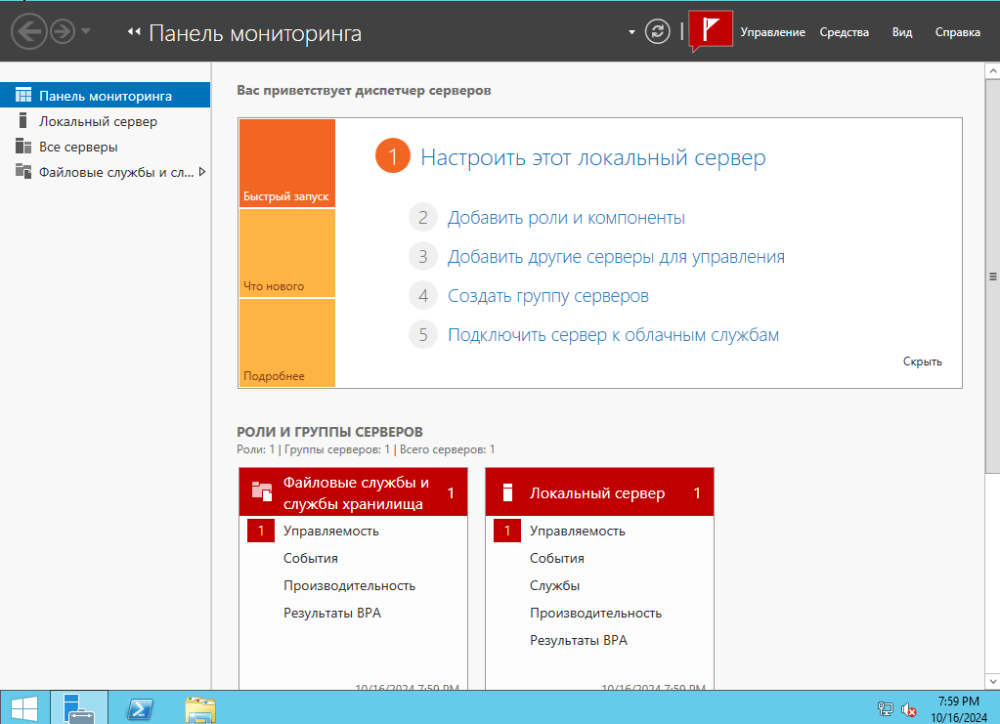 Панель мониторинга
Управление Средства Вид Справка
Панель мониторинга
Локальный сервер
Все серверы
Файловые службы и сл...
Вас приветствует диспетчер серверов
Быстрый запуск
Что нового
Подробнее
1 Настроить этот локальный сервер
2 Добавить роли и компоненты
3 Добавить другие серверы для управления
4 Создать группу серверов
5 Подключить сервер к облачным службам
Скрыть
РОЛИ И ГРУППЫ СЕРВЕРОВ
Роли: 1 | Группы серверов: 1 | Всего серверов: 1
Файловые службы и
службы хранилища 1
1 Управляемость
События
Производительность
Результаты BPA
10/16/2024 7:59 PM
Локальный сервер 1
1 Управляемость
События
Службы
Производительность
Результаты BPA
10/16/2024 7:59 PM
7:59 PM
10/16/2024